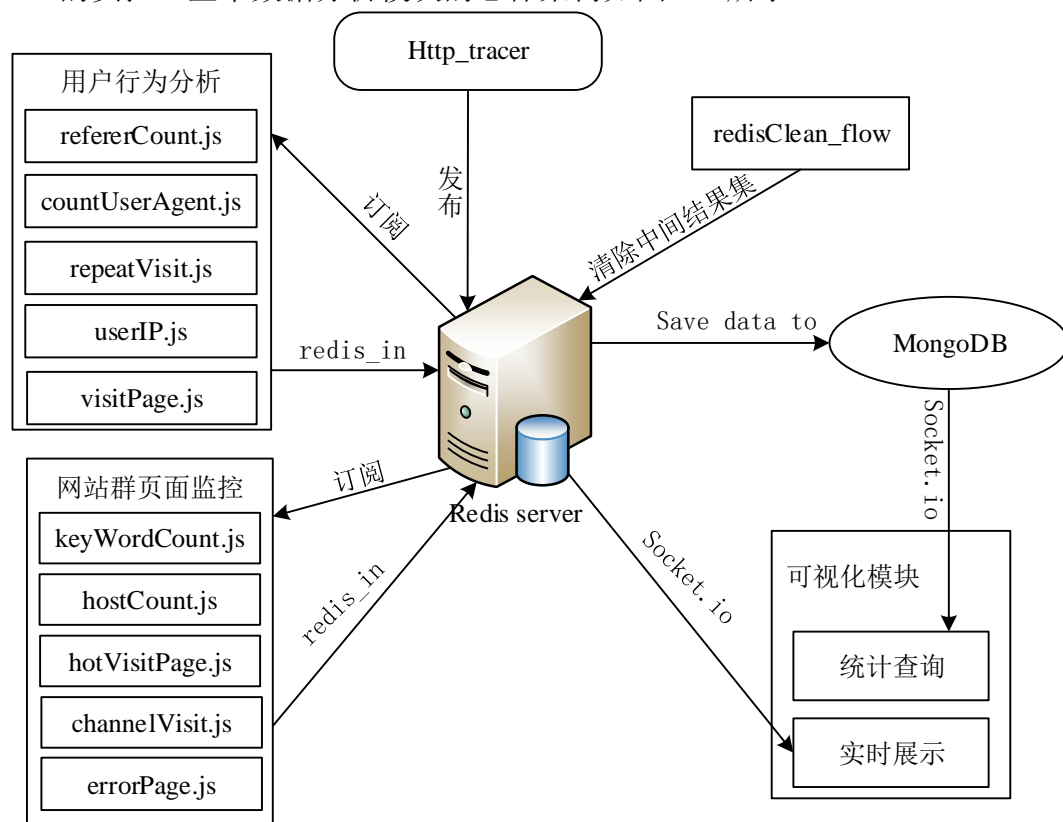 Http_tracer
用户行为分析
refererCount.js
countUserAgent.js
repeatVisit.js
userIP.js
visitPage.js
redisClean_flow
发布
订阅
清除中间结果集
redis_in
Save data to
MongoDB
Socket.io
网站群页面监控
keyWordCount.js
hostCount.js
hotVisitPage.js
channelVisit.js
errorPage.js
订阅
redis_in
Redis server
Socket.io
可视化模块
统计查询
实时展示